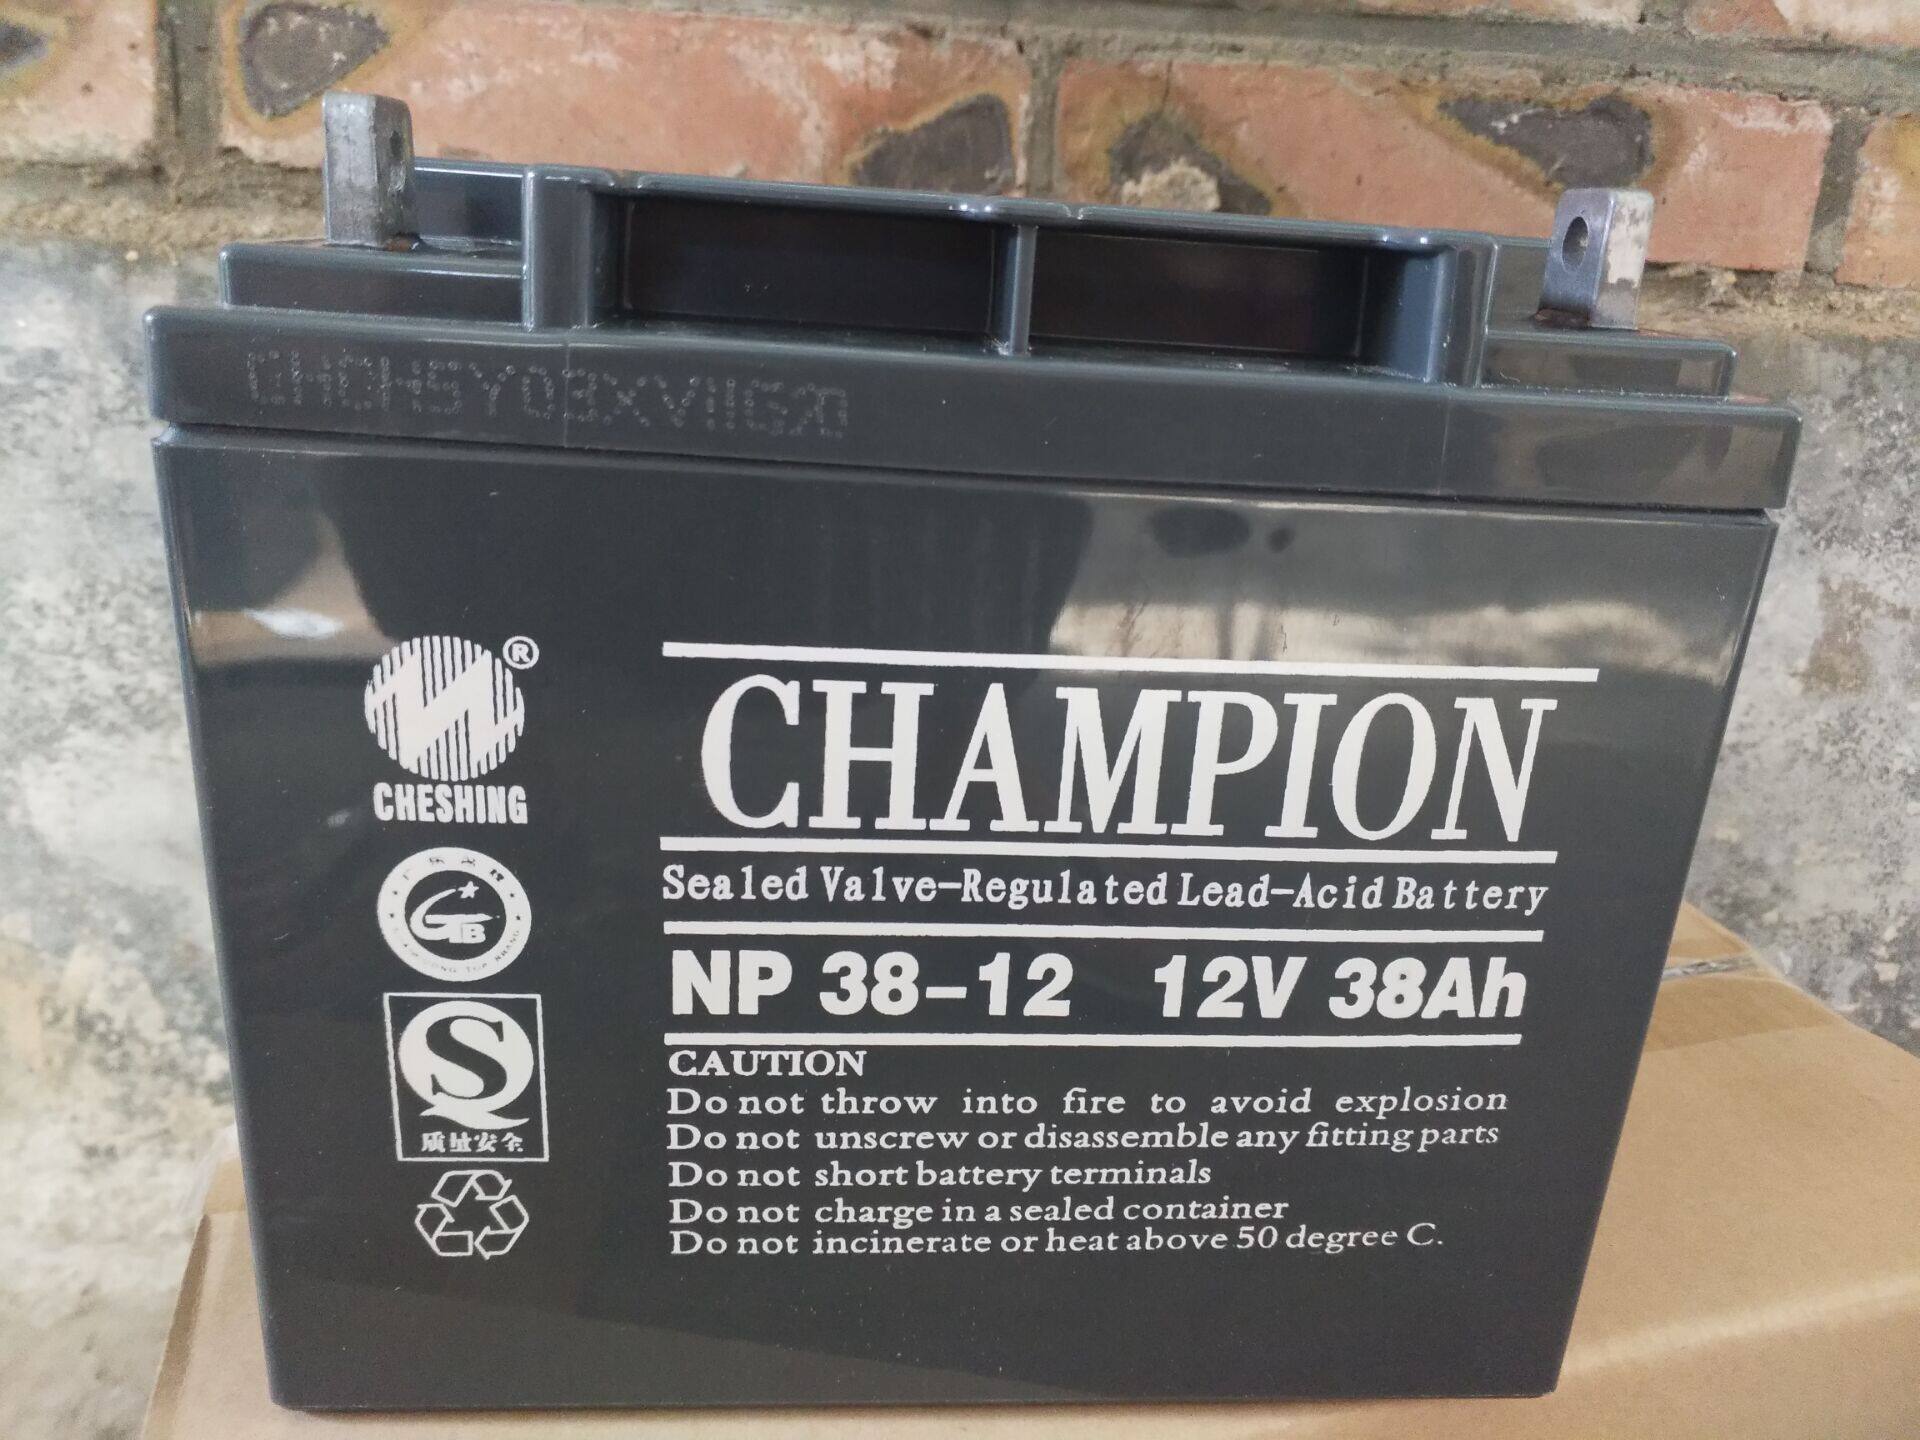 ®
CHESHING
GTB
QS
质量安全
CHAMPION
Sealed Valve-Regulated Lead-Acid Battery
NP 38-12 12V 38Ah
CAUTION
Do not throw into fire to avoid explosion
Do not unscrew or disassemble any fitting parts
Do not short battery terminals
Do not charge in a sealed container
Do not incinerate or heat above 50 degree C.